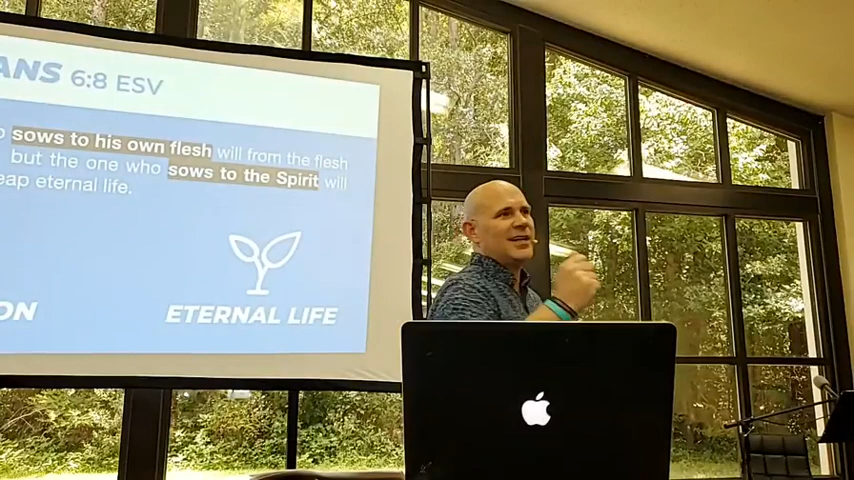 ANS 6:8 ESV
sows to his own flesh will from the flesh
but the one who sows to the Spirit will
eap eternal life.
ON
ETERNAL LIFE